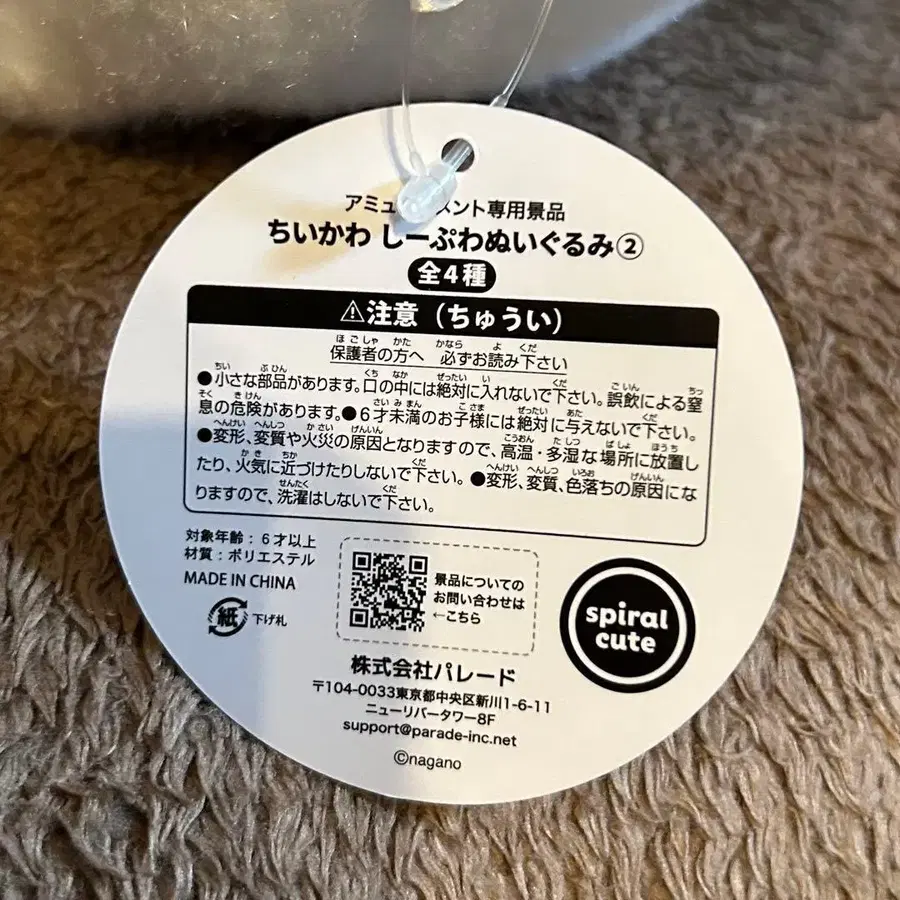 アミュ メント専用景品
ちいかわ しーぷわぬいぐるみ②
全4種
⚠注意（ちゅうい）
保護者の方へ 必ずお読み下さい
●小さな部品があります。口の中には絶対に入れないで下さい。誤飲による窒
息の危険があります。●6才未満のお子様には絶対に与えないで下さい。
●変形、変質や火災の原因となりますので、高温・多湿な場所に放置し
たり、火気に近づけたりしないで下さい。●変形、変質、色落ちの原因にな
りますので、洗濯はしないで下さい。
対象年齢：6才以上
材質：ポリエステル
MADE IN CHINA
紙 下げ札
景品についての
お問い合わせは
←こちら
spiral
cute
株式会社パレード
〒104-0033東京都中央区新川1-6-11
ニューリバータワー8F
support@parade-inc.net
©nagano